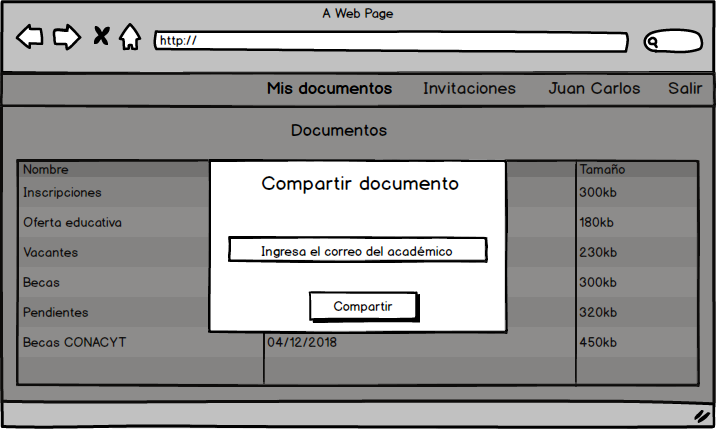 A Web Page
http://
Mis documentos Invitaciones Juan Carlos Salir
Documentos
Nombre Tamaño
Compartir documento
Inscripciones 300kb
Oferta educativa 180kb
Ingresa el correo del académico
Vacantes 230kb
Becas 300kb
Compartir
Pendientes 320kb
Becas CONACYT 04/12/2018 450kb